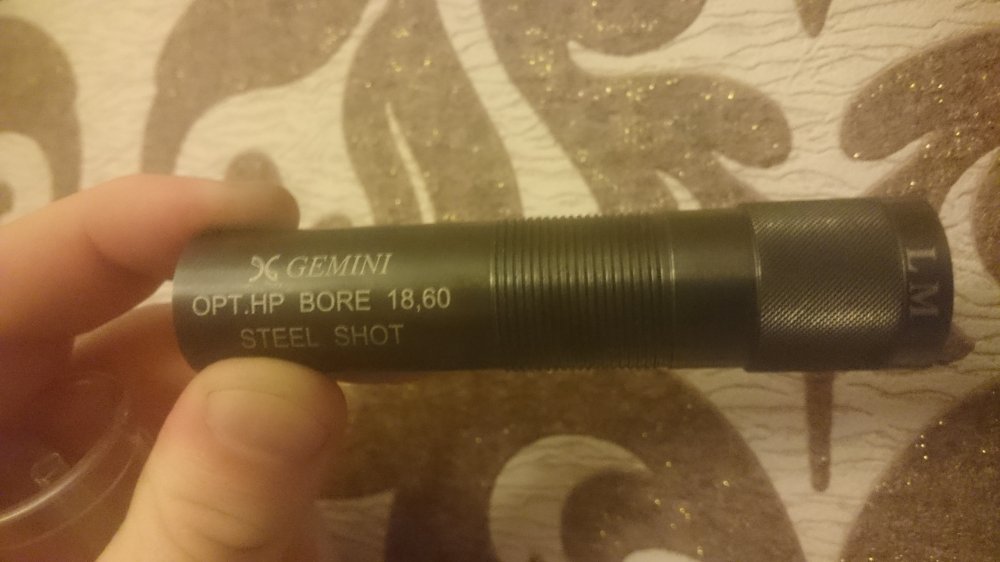 GEMINI
OPT.HP BORE 18,60
STEEL SHOT
LM